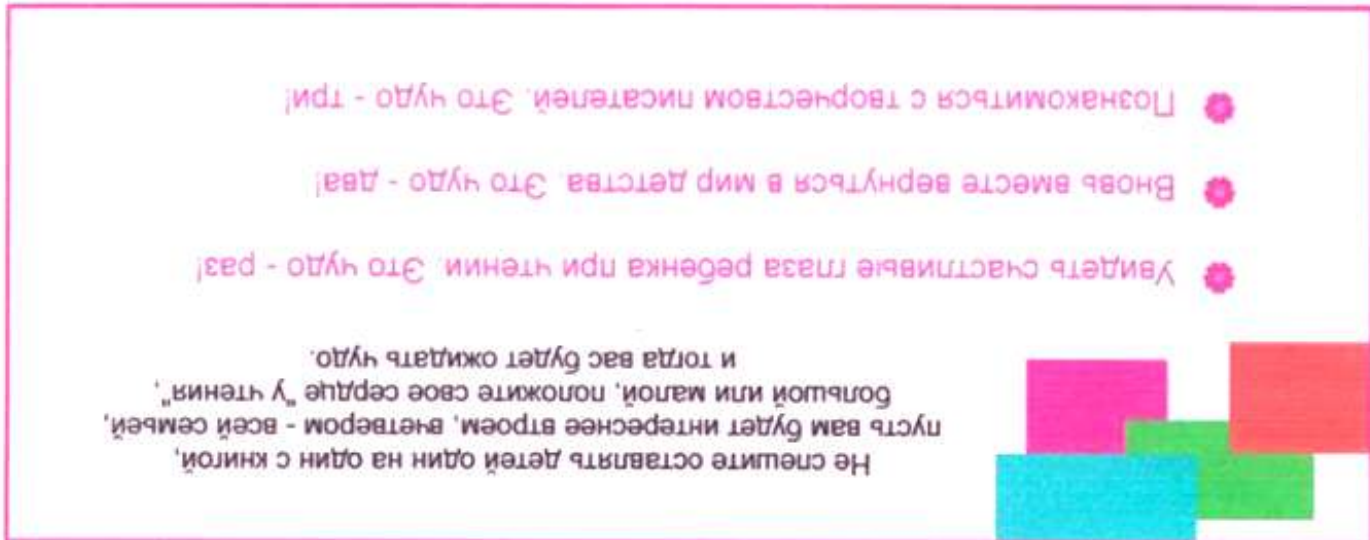 Не спешите оставлять детей один на один с книгой,
пусть вам будет интереснее втроем, вчетвером - всей семьей,
большой или малой, положите свое сердце "у чтения",
и тогда вас будет ожидать чудо.
Увидеть счастливые глаза ребенка при чтении. Это чудо - раз!
Вновь вместе вернуться в мир детства. Это чудо - два!
Познакомиться с творчеством писателей. Это чудо - три!